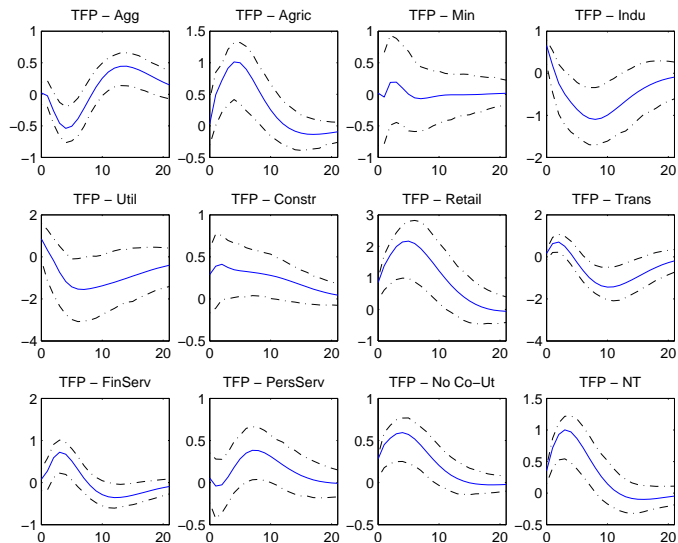 TFP − Agg
TFP − Agric
TFP − Min
TFP − Indu
1
0.5
0
−0.5
−1
0 10 20
1.5
1
0.5
0
−0.5
0 10 20
1
0.5
0
−0.5
−1
0 10 20
1
0
−1
−2
0 10 20
TFP − Util
TFP − Constr
TFP − Retail
TFP − Trans
2
0
−2
−4
0 10 20
1
0.5
0
−0.5
0 10 20
3
2
1
0
−1
0 10 20
2
0
−2
−4
0 10 20
TFP − FinServ
TFP − PersServ
TFP − No Co−Ut
TFP − NT
2
1
0
−1
0 10 20
1
0.5
0
−0.5
0 10 20
1
0.5
0
−0.5
0 10 20
1.5
1
0.5
0
−0.5
0 10 20